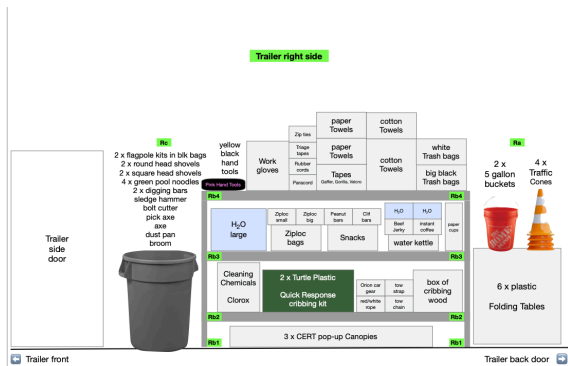 Trailer right side
Rc
2 x flagpole kits in blk bags
2 x round head shovels
2 x square head shovels
4 x green pool noodles
2 x digging bars
sledge hammer
bolt cutter
pick axe
axe
dust pan
broom
yellow
black
hand
tools
Pink Hand Tools
Work
gloves
Zip ties
Triage
tapes
Rubber
cords
Paracord
paper
Towels
paper
Towels
Tapes
Gaffer, Gorilla, Velcro
cotton
Towels
cotton
Towels
white
Trash bags
big black
Trash bags
Ra
2 x
5 gallon
buckets
4 x
Traffic
Cones
Rb4
Rb4
H₂O
large
Ziploc
small
Ziploc
big
Ziploc
bags
Peanut
bars
Clif
bars
Snacks
H₂O
H₂O
Beef
Jerky
instant
coffee
water kettle
paper
cups
Rb3
Rb3
Cleaning
Chemicals
Clorox
2 x Turtle Plastic
Quick Response
cribbing kit
Orion car
gear
tow
strap
red/white
rope
tow
chain
box of
cribbing
wood
6 x plastic
Folding Tables
Trailer
side
door
Rb2
Rb2
Rb1
3 x CERT pop-up Canopies
Rb1
Trailer front
Trailer back door